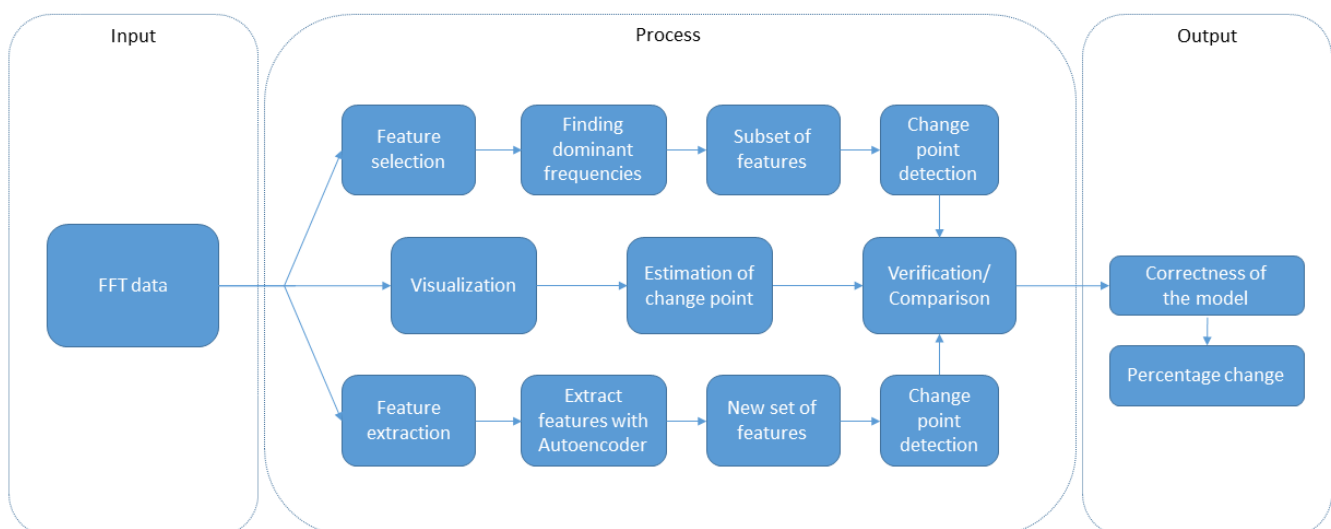 Input
Process
Output
FFT data
Feature
selection
Finding
dominant
frequencies
Subset of
features
Change
point
detection
Visualization
Estimation of
change point
Verification/
Comparison
Feature
extraction
Extract
features with
Autoencoder
New set of
features
Change
point
detection
Correctness of
the model
Percentage change